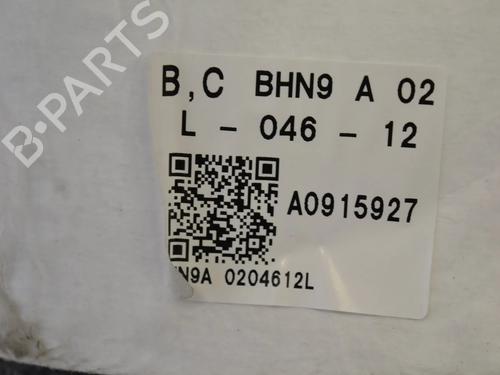 B-PARTS
B,C BHN9 A 02
L - 046 - 12
A0915927
N9A 0204612L